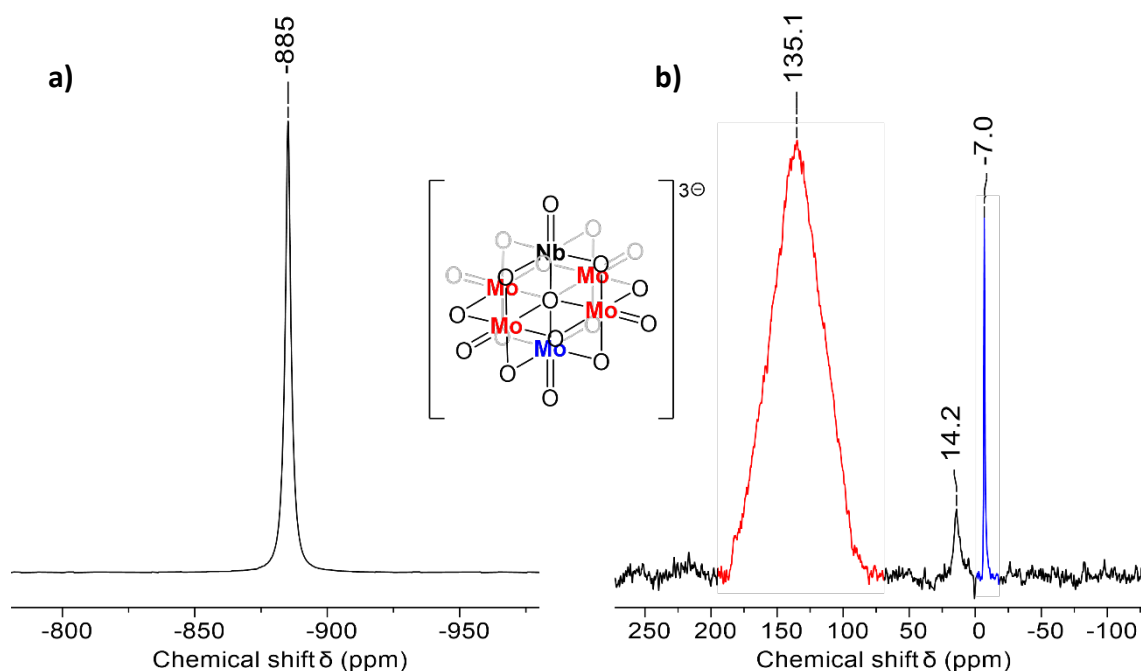 a)
-885
-800
-850
-900
-950
Chemical shift δ (ppm)
3⊖
O
O
O
Nb
O
O
O
O
O
Mo
Mo
O
O
O
Mo
O
Mo
O
O
O
O
Mo
O
O
O
b)
135.1
14.2
-7.0
250
200
150
100
50
0
-50
-100
Chemical shift δ (ppm)